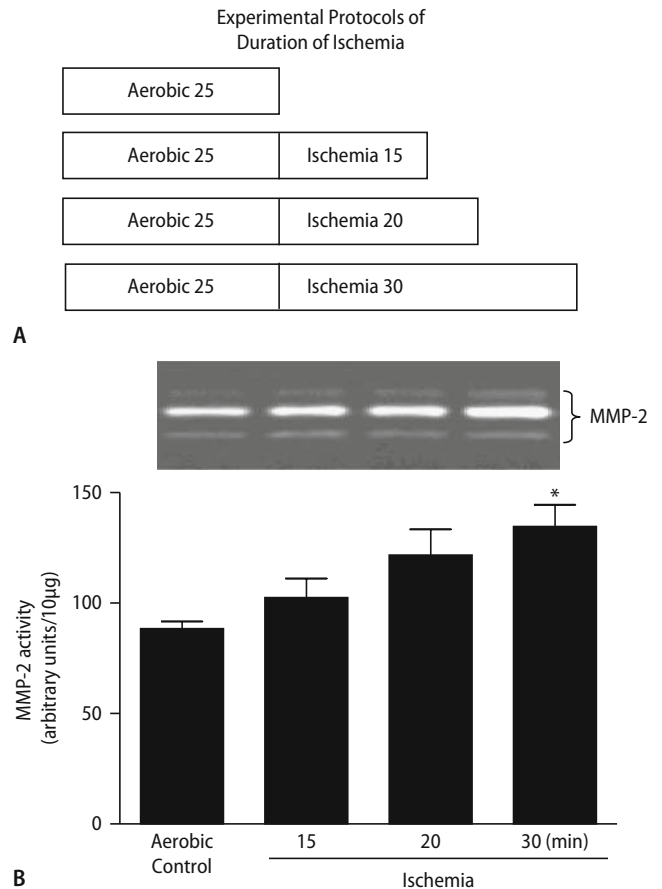 Experimental Protocols of
Duration of Ischemia
Aerobic 25
Aerobic 25 Ischemia 15
Aerobic 25 Ischemia 20
Aerobic 25 Ischemia 30
A
MMP-2
150
100
50
0
MMP-2 activity
(arbitrary units/10µg)
*
Aerobic
Control
15 20 30 (min)
Ischemia
B